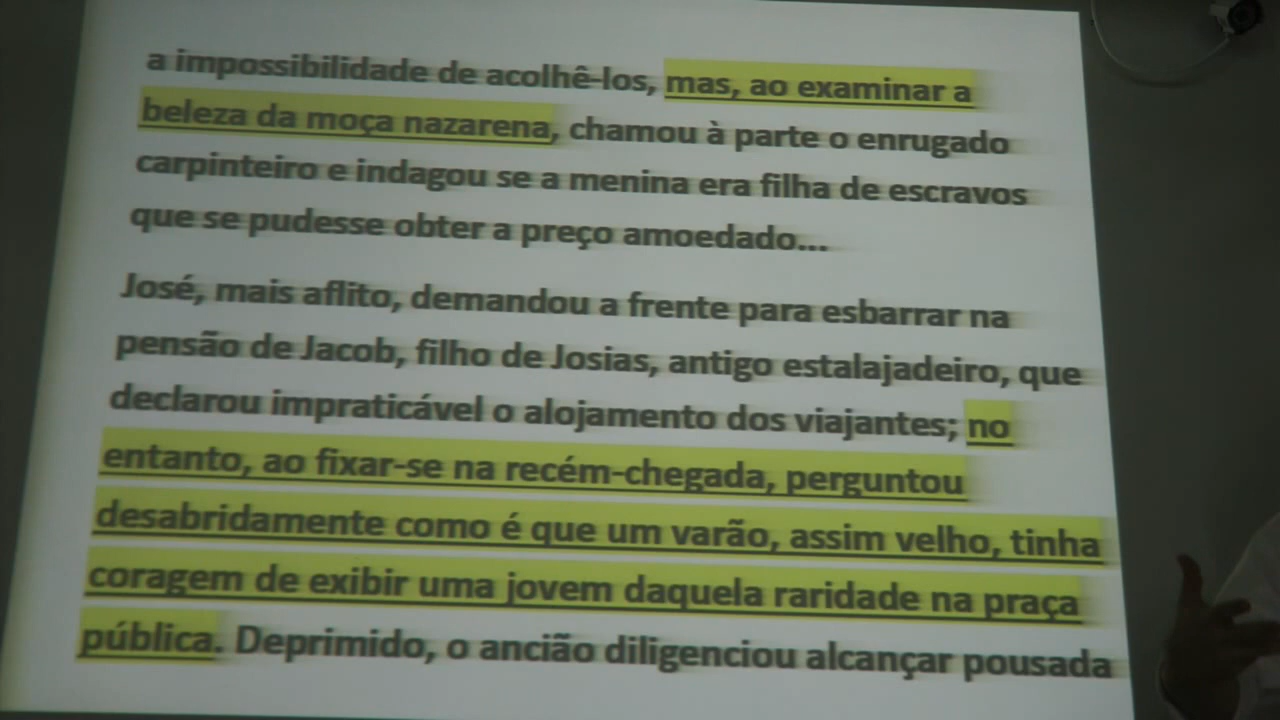 a impossibilidade de acolhê-los, mas, ao examinar a
beleza da moça nazarena, chamou à parte o enrugado
carpinteiro e indagou se a menina era filha de escravos
que se pudesse obter a preço amoedado...
José, mais aflito, demandou a frente para esbarrar na
pensão de Jacob, filho de Josias, antigo estalajadeiro, que
declarou impraticável o alojamento dos viajantes; no
entanto, ao fixar-se na recém-chegada, perguntou
desabridamente como é que um varão, assim velho, tinha
coragem de exibir uma jovem daquela raridade na praça
pública. Deprimido, o ancião diligenciou alcançar pousada